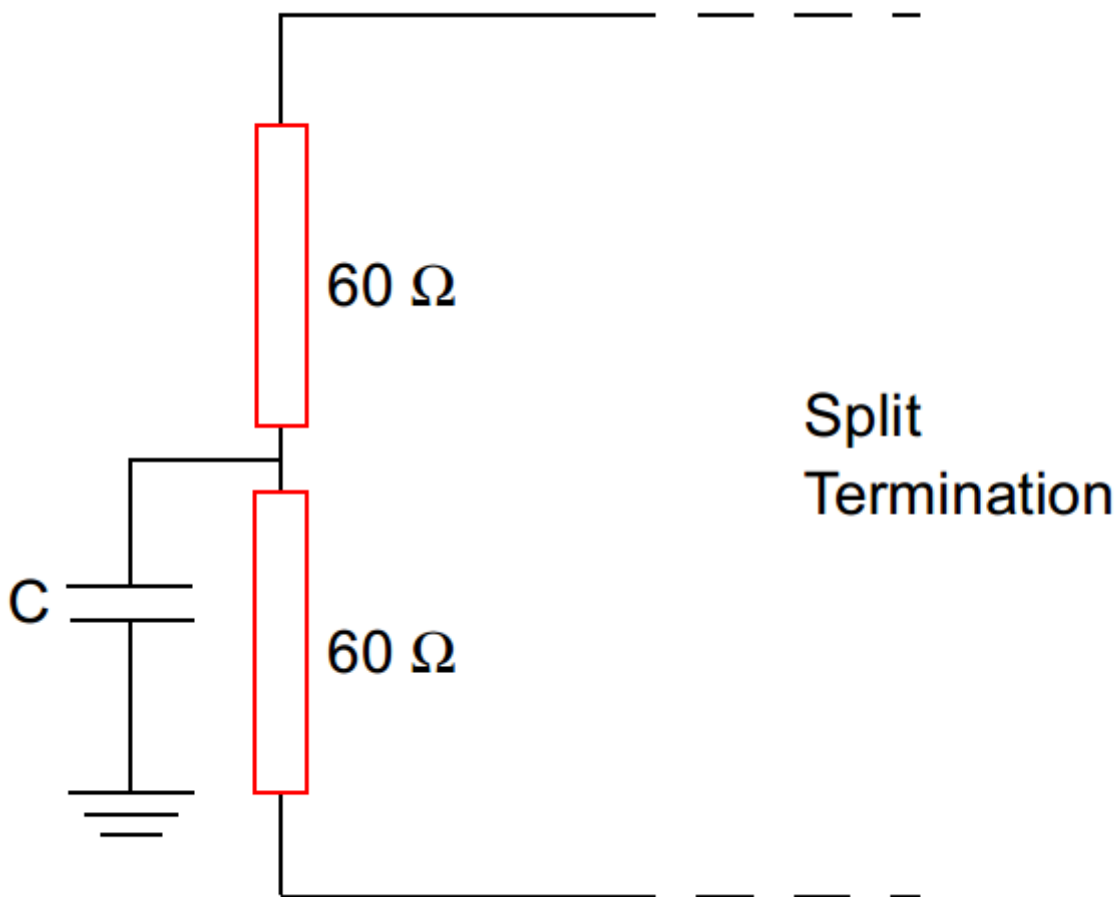 60 Ω
Split
Termination
C
60 Ω